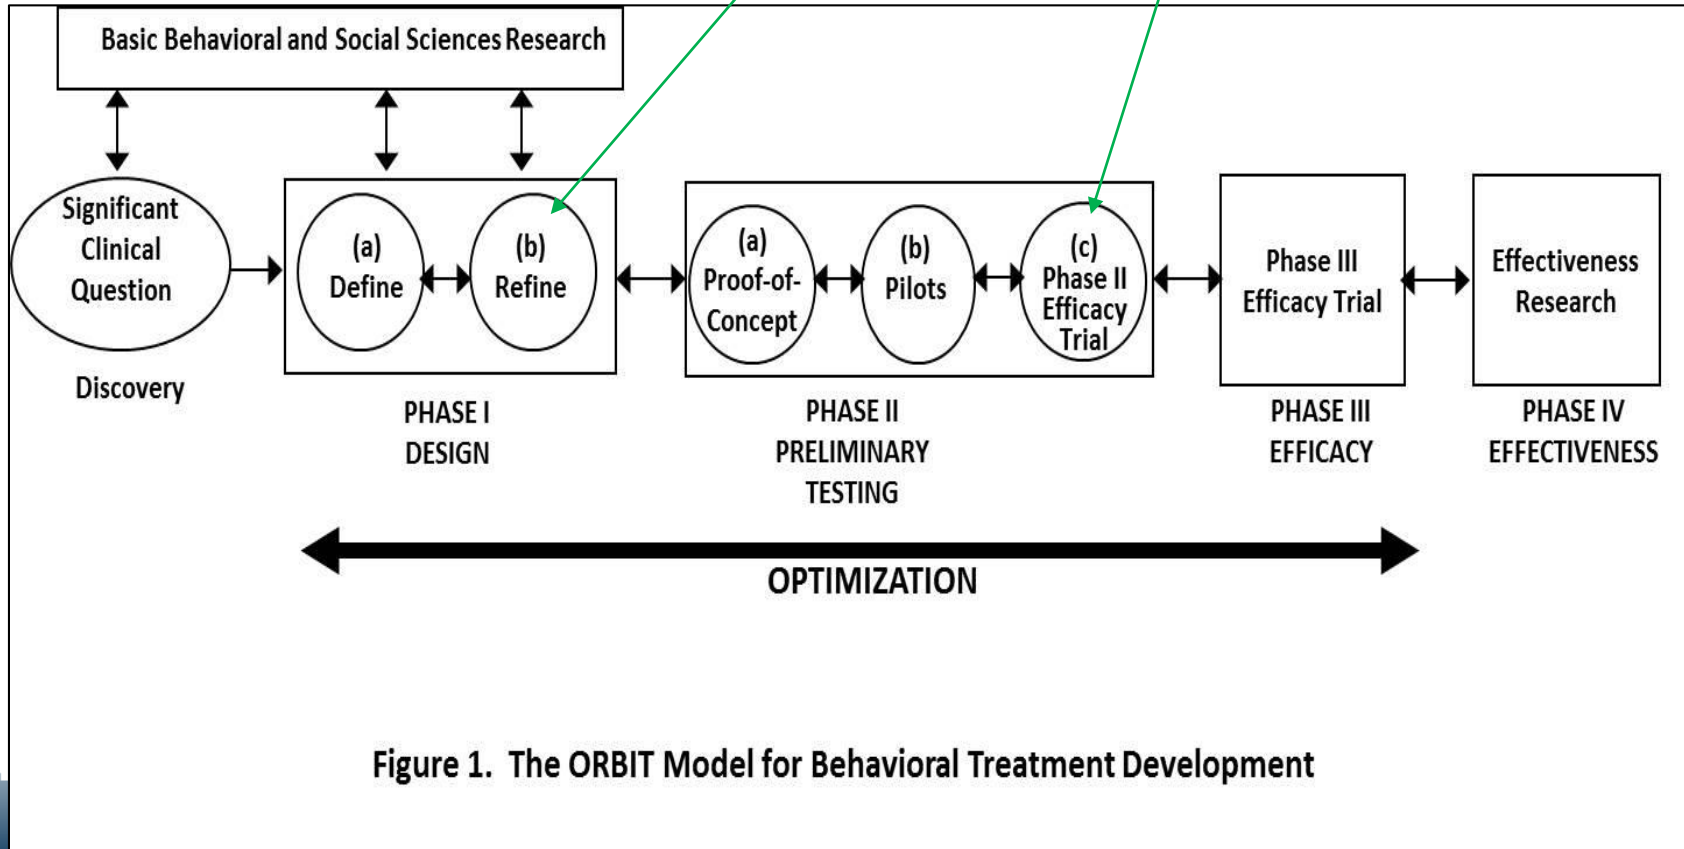 Basic Behavioral and Social Sciences Research
Significant
Clinical
Question
Discovery
(a)
Define
(b)
Refine
PHASE I
DESIGN
(a)
Proof-of-
Concept
(b)
Pilots
(c)
Phase II
Efficacy
Trial
PHASE II
PRELIMINARY
TESTING
Phase III
Efficacy Trial
PHASE III
EFFICACY
Effectiveness
Research
PHASE IV
EFFECTIVENESS
OPTIMIZATION
Figure 1. The ORBIT Model for Behavioral Treatment Development